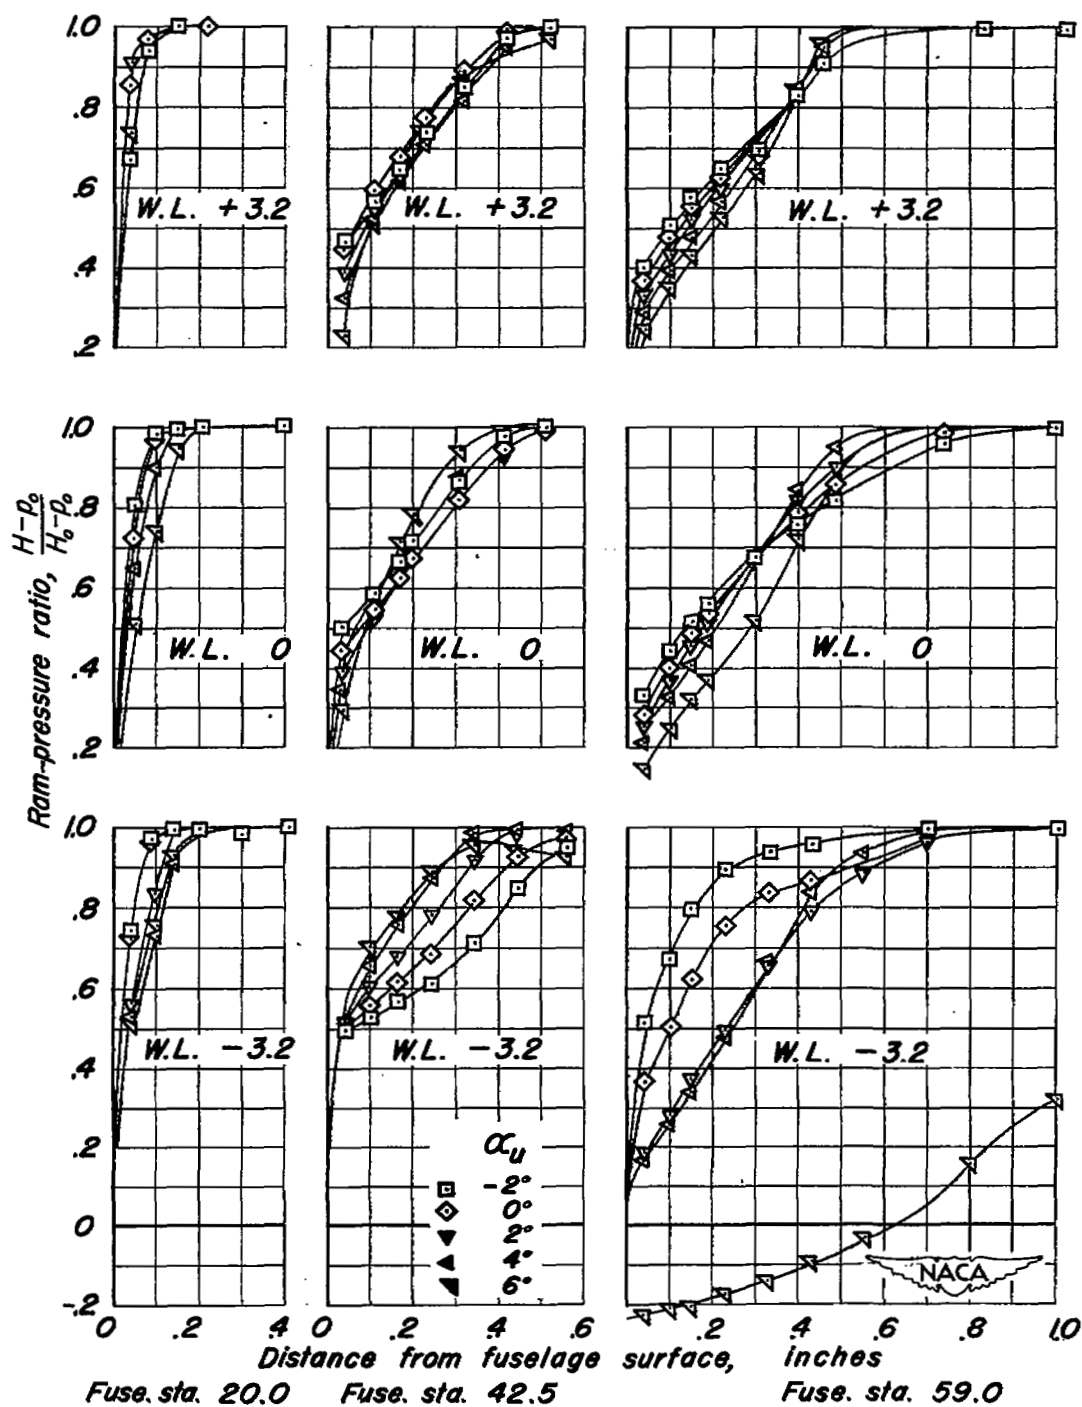 1.0
.8
.6
.4
.2
W.L. +3.2
W.L. +3.2
W.L. +3.2
1.0
.8
.6
.4
.2
W.L. 0
W.L. 0
W.L. 0
Ram-pressure ratio, H-p₀/H₀-p₀
1.0
.8
.6
.4
.2
0
-.2
W.L. -3.2
W.L. -3.2
W.L. -3.2
αᵤ
-2°
0°
2°
4°
6°
NACA
0 .2 .4 0 .2 .4 .6 .2 .4 .6 .8 1.0
Distance from fuselage surface, inches
Fuse. sta. 20.0 Fuse. sta. 42.5 Fuse. sta. 59.0